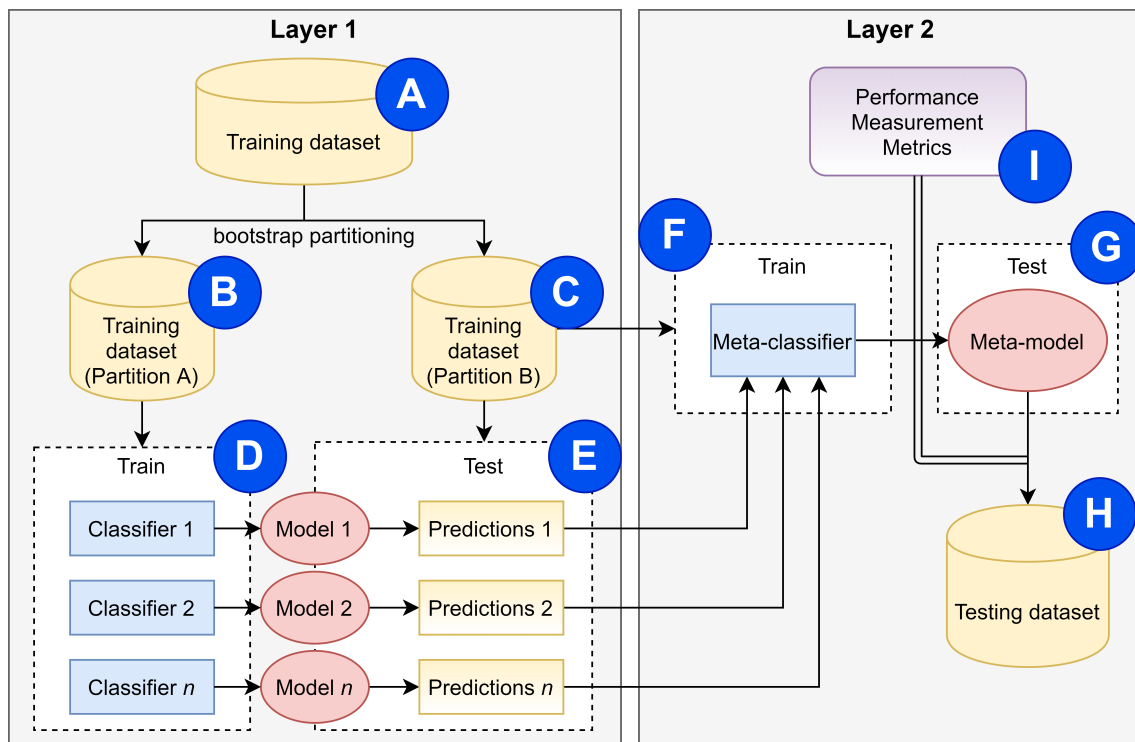 Layer 1
A
Training dataset
bootstrap partitioning
B
Training
dataset
(Partition A)
C
Training
dataset
(Partition B)
D
Train
Classifier 1
Classifier 2
Classifier n
Model 1
Model 2
Model n
E
Test
Predictions 1
Predictions 2
Predictions n
Layer 2
Performance
Measurement
Metrics
I
F
Train
Meta-classifier
G
Test
Meta-model
H
Testing dataset